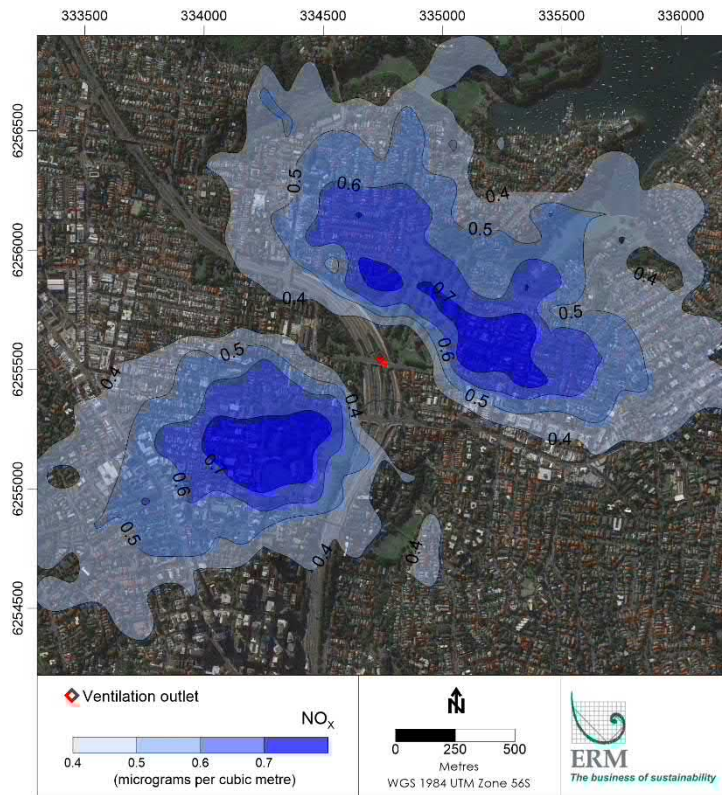 333500 334000 334500 335000 335500 336000
6256500
6256000
6255500
6255000
6254500
0.4
0.5
0.6
0.4
0.5
0.4
0.7
0.4
0.5
0.6
0.5
0.4
0.4
0.5
0.4
0.7
0.6
0.5
0.4
0.4
Ventilation outlet
NOx
0.4 0.5 0.6 0.7
(micrograms per cubic metre)
N
0 250 500
Metres
WGS 1984 UTM Zone 56S
ERM
The business of sustainability